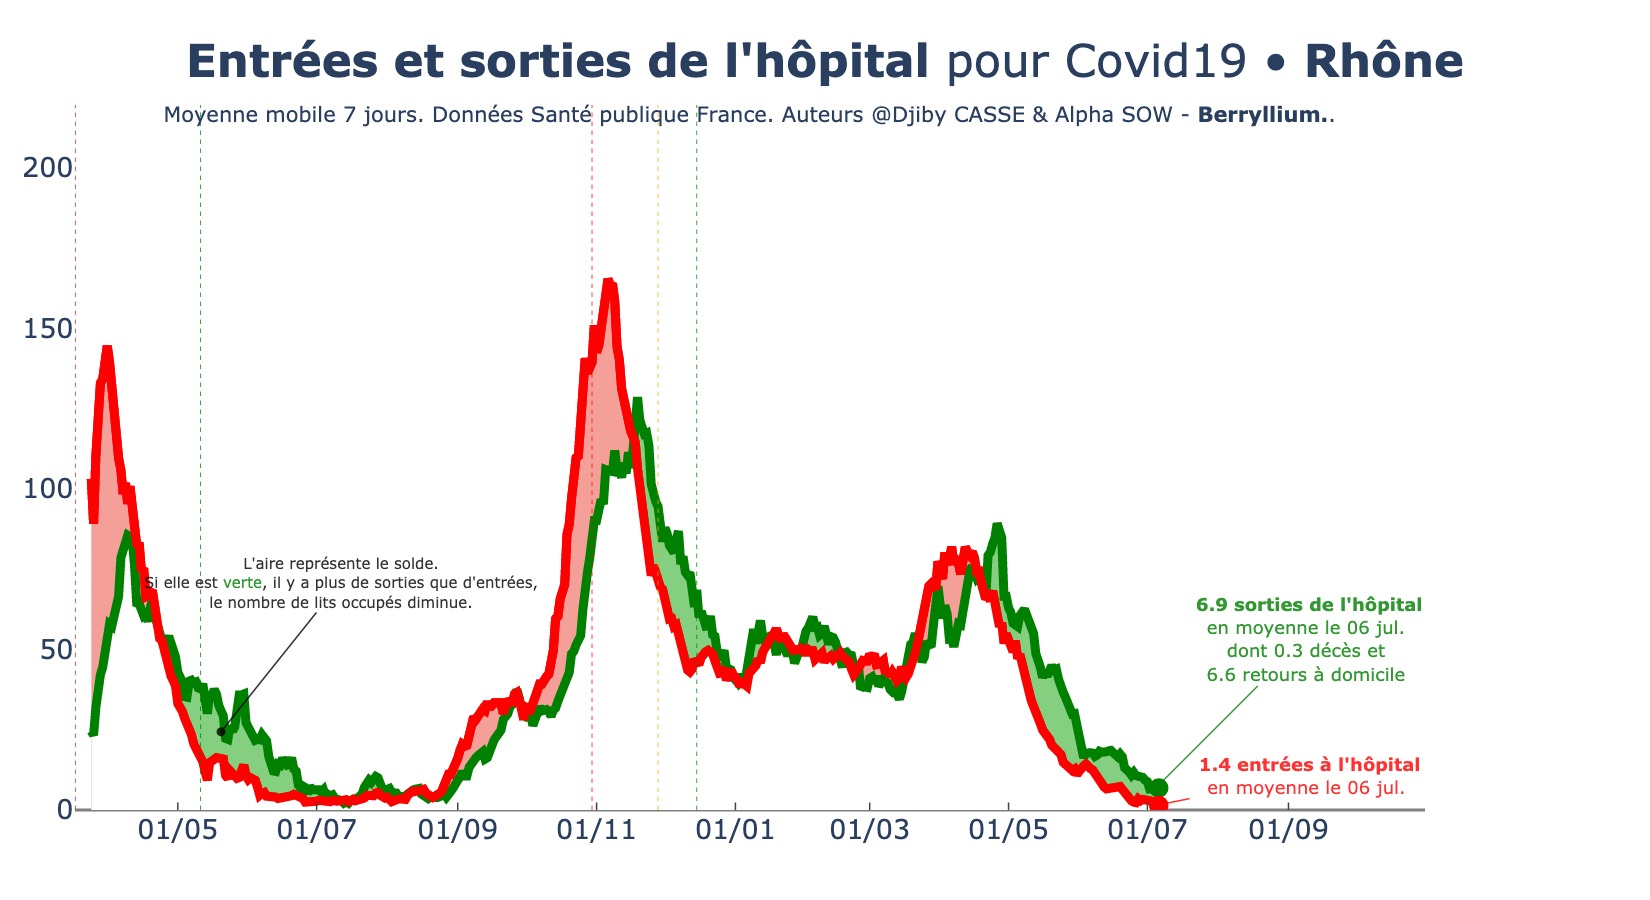 Entrées et sorties de l'hôpital pour Covid19 • Rhône
Moyenne mobile 7 jours. Données Santé publique France. Auteurs @Djiby CASSE & Alpha SOW - Berryllium..
200
150
100
50
0
L'aire représente le solde.
Si elle est verte, il y a plus de sorties que d'entrées,
le nombre de lits occupés diminue.
6.9 sorties de l'hôpital
en moyenne le 06 jul.
dont 0.3 décès et
6.6 retours à domicile
1.4 entrées à l'hôpital
en moyenne le 06 jul.
01/05 01/07 01/09 01/11 01/01 01/03 01/05 01/07 01/09